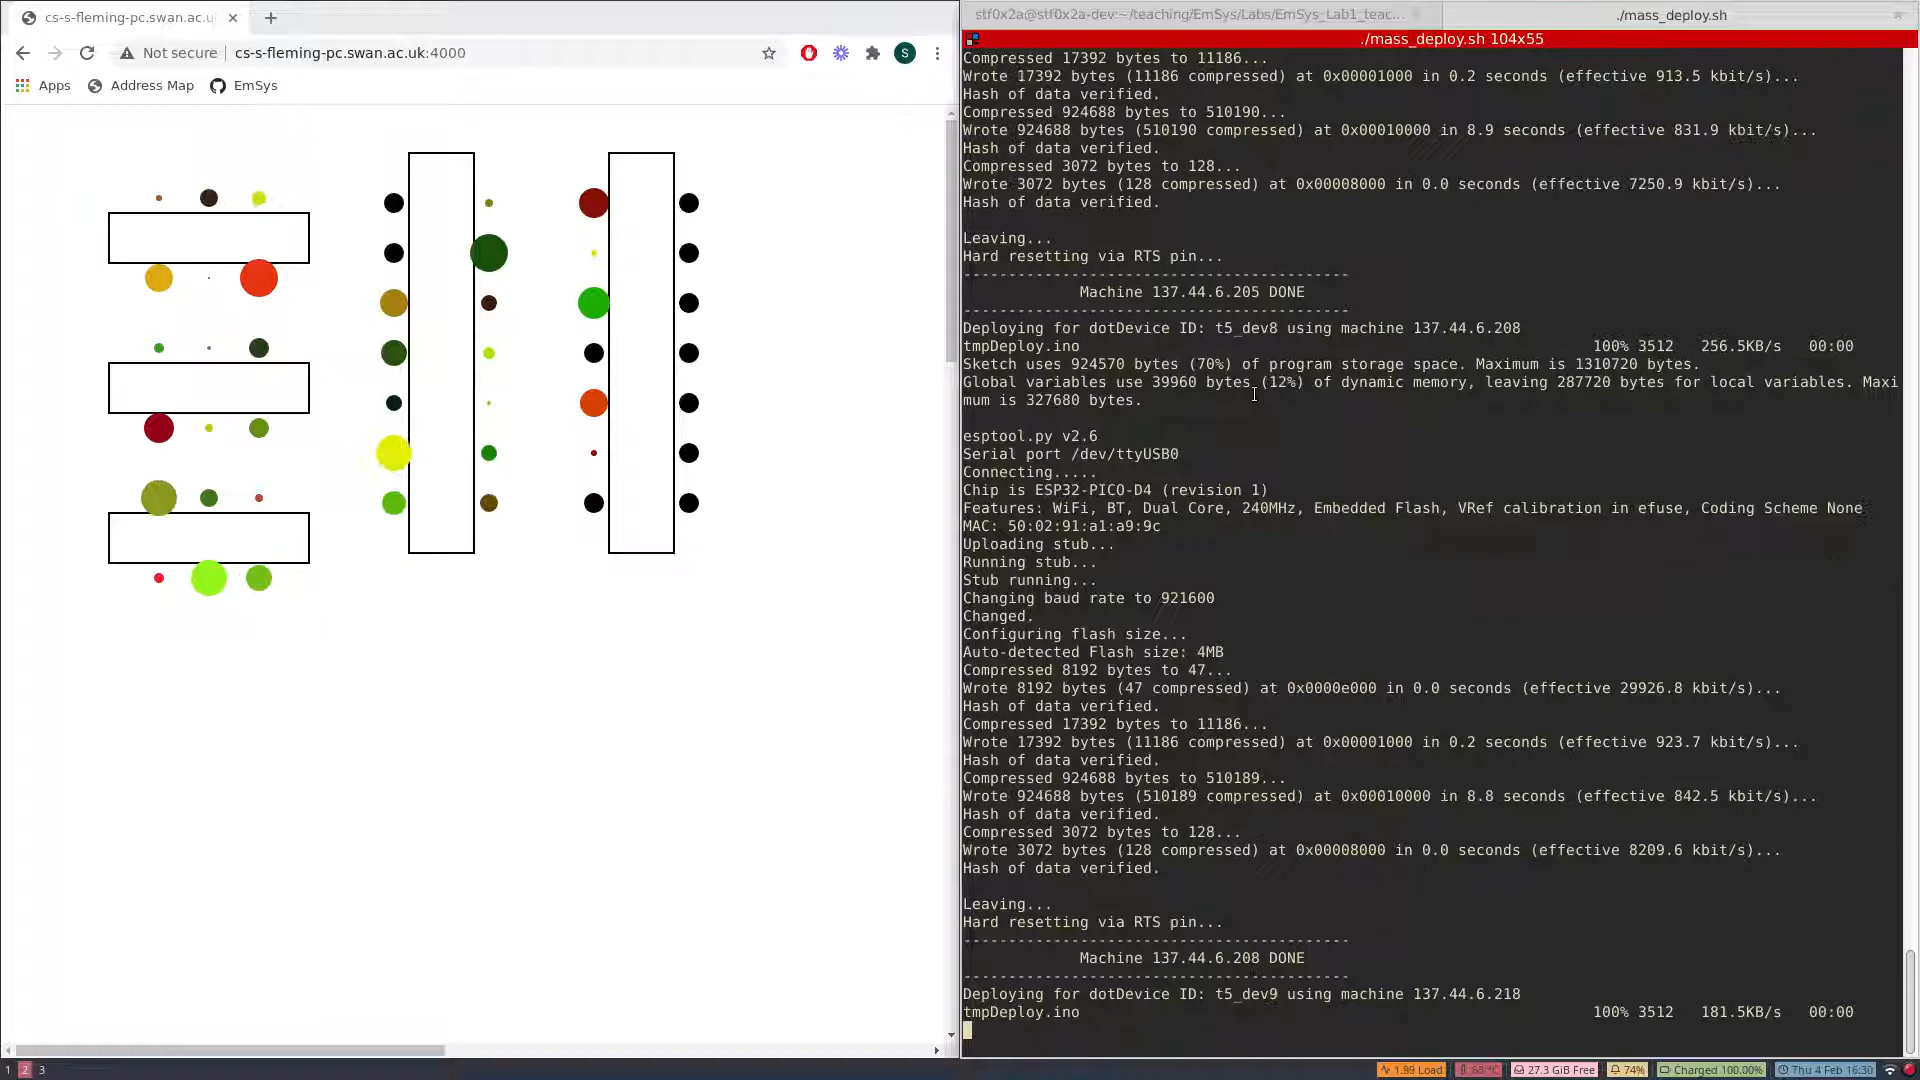 cs-s-fleming-pc.swan.ac.u
Not secure
cs-s-fleming-pc.swan.ac.uk:4000
S
Apps
Address Map
EmSys
stf0x2a@stf0x2a-dev:~/teaching/EmSys/Labs/EmSys_Lab1_teac...
./mass_deploy.sh
./mass_deploy.sh 104x55
Compressed 17392 bytes to 11186...
Wrote 17392 bytes (11186 compressed) at 0x00001000 in 0.2 seconds (effective 913.5 kbit/s)...
Hash of data verified.
Compressed 924688 bytes to 510190...
Wrote 924688 bytes (510190 compressed) at 0x00010000 in 8.9 seconds (effective 831.9 kbit/s)...
Hash of data verified.
Compressed 3072 bytes to 128...
Wrote 3072 bytes (128 compressed) at 0x00008000 in 0.0 seconds (effective 7250.9 kbit/s)...
Hash of data verified.
Leaving...
Hard resetting via RTS pin...
-------------------------------------------
Machine 137.44.6.205 DONE
-------------------------------------------
Deploying for dotDevice ID: t5_dev8 using machine 137.44.6.208
tmpDeploy.ino 100% 3512 256.5KB/s 00:00
Sketch uses 924570 bytes (70%) of program storage space. Maximum is 1310720 bytes.
Global variables use 39960 bytes (12%) of dynamic memory, leaving 287720 bytes for local variables. Maxi
mum is 327680 bytes.
esptool.py v2.6
Serial port /dev/ttyUSB0
Connecting.....
Chip is ESP32-PICO-D4 (revision 1)
Features: WiFi, BT, Dual Core, 240MHz, Embedded Flash, VRef calibration in efuse, Coding Scheme None
MAC: 50:02:91:a1:a9:9c
Uploading stub...
Running stub...
Stub running...
Changing baud rate to 921600
Changed.
Configuring flash size...
Auto-detected Flash size: 4MB
Compressed 8192 bytes to 47...
Wrote 8192 bytes (47 compressed) at 0x0000e000 in 0.0 seconds (effective 29926.8 kbit/s)...
Hash of data verified.
Compressed 17392 bytes to 11186...
Wrote 17392 bytes (11186 compressed) at 0x00001000 in 0.2 seconds (effective 923.7 kbit/s)...
Hash of data verified.
Compressed 924688 bytes to 510189...
Wrote 924688 bytes (510189 compressed) at 0x00010000 in 8.8 seconds (effective 842.5 kbit/s)...
Hash of data verified.
Compressed 3072 bytes to 128...
Wrote 3072 bytes (128 compressed) at 0x00008000 in 0.0 seconds (effective 8209.6 kbit/s)...
Hash of data verified.
Leaving...
Hard resetting via RTS pin...
-------------------------------------------
Machine 137.44.6.208 DONE
-------------------------------------------
Deploying for dotDevice ID: t5_dev9 using machine 137.44.6.218
tmpDeploy.ino 100% 3512 181.5KB/s 00:00
1 2 3
1.89 Load
68 °C
27.3 GiB Free
74%
Charged 100.00%
Thu 4 Feb 16:30